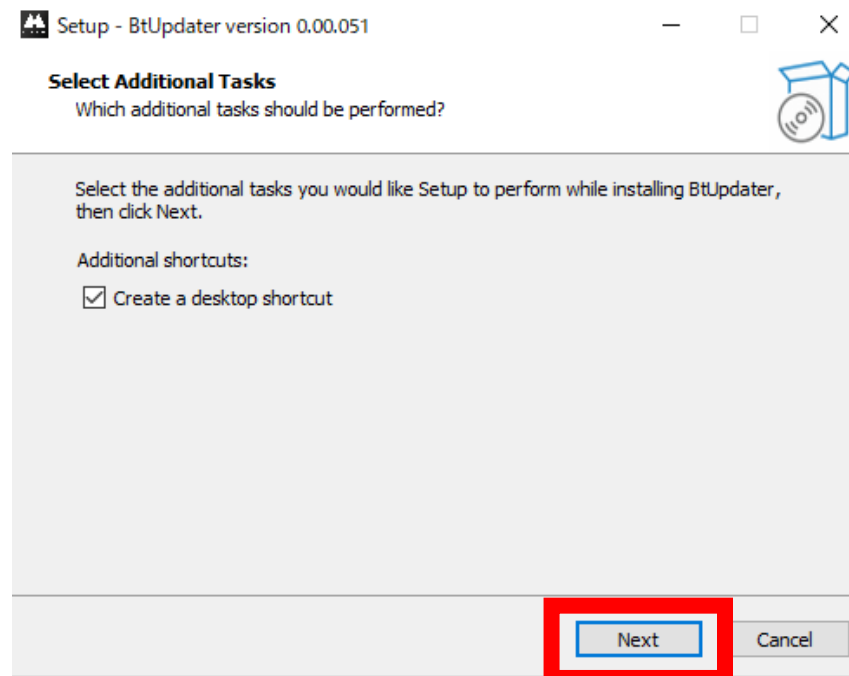 Setup - BtUpdater version 0.00.051
Select Additional Tasks
Which additional tasks should be performed?
Select the additional tasks you would like Setup to perform while installing BtUpdater,
then click Next.
Additional shortcuts:
Create a desktop shortcut
Next
Cancel